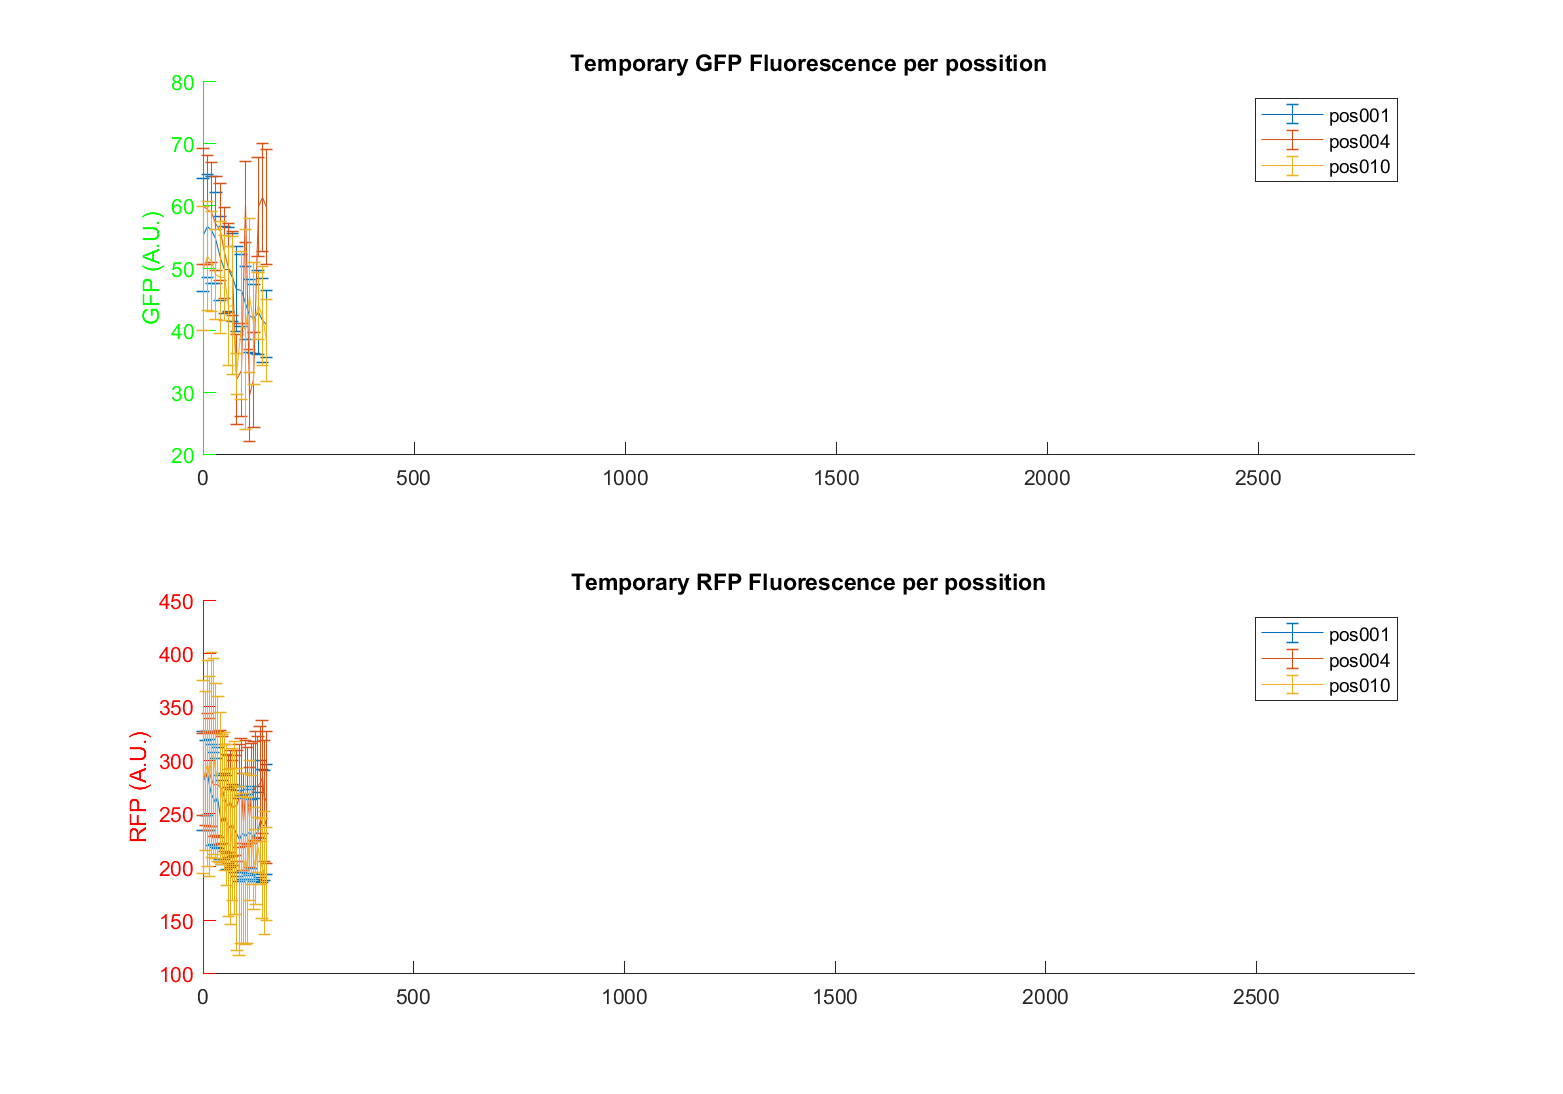 Temporary GFP Fluorescence per possition
80
70
60
50
40
30
20
GFP (A.U.)
pos001
pos004
pos010
0 500 1000 1500 2000 2500
Temporary RFP Fluorescence per possition
450
400
350
300
250
200
150
100
RFP (A.U.)
pos001
pos004
pos010
0 500 1000 1500 2000 2500